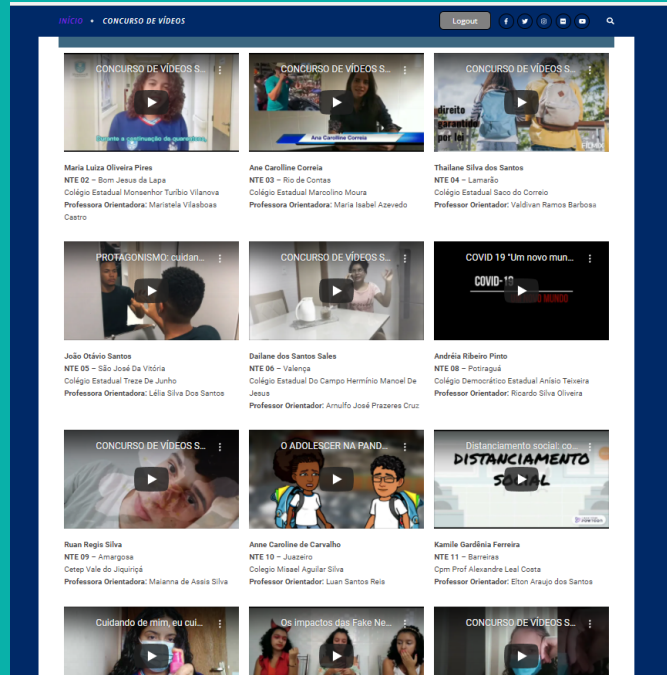 INÍCIO • CONCURSO DE VÍDEOS
Logout
CONCURSO DE VÍDEOS S...
Durante a continuação da quarentena,
CONCURSO DE VÍDEOS S...
Ane Carolline Correia
CONCURSO DE VÍDEOS S...
direito
garantido
por lei
Maria Luiza Oliveira Pires
NTE 02 – Bom Jesus da Lapa
Colégio Estadual Monsenhor Turíbio Vilanova
Professora Orientadora: Maristela Vilasboas
Castro
Ane Carolline Correia
NTE 03 – Rio de Contas
Colégio Estadual Marcolino Moura
Professora Orientadora: Maria Isabel Azevedo
Thailane Silva dos Santos
NTE 04 – Lamarão
Colégio Estadual Saco do Correio
Professor Orientador: Valdivan Ramos Barbosa
PROTAGONISMO: cuidan...
CONCURSO DE VÍDEOS S...
COVID 19 "Um novo mun...
COVID-19
O MUNDO
João Otávio Santos
NTE 05 – São José Da Vitória
Colégio Estadual Treze De Junho
Professora Orientadora: Lélia Silva Dos Santos
Dailane dos Santos Sales
NTE 06 – Valença
Colégio Estadual Do Campo Hermínio Manoel De
Jesus
Professor Orientador: Arnulfo José Prazeres Cruz
Andréia Ribeiro Pinto
NTE 08 – Potiraguá
Colégio Democrático Estadual Anísio Teixeira
Professor Orientador: Ricardo Silva Oliveira
CONCURSO DE VÍDEOS S...
O ADOLESCER NA PAND...
Distanciamento social: co...
DISTANCIAMENTO
SOCIAL
Ruan Regis Silva
NTE 09 – Amargosa
Cetep Vale do Jiquiriçá
Professora Orientadora: Maianna de Assis Silva
Anne Caroline de Carvalho
NTE 10 – Juazeiro
Colegio Misael Aguilar Silva
Professor Orientador: Luan Santos Reis
Kamile Gardênia Ferreira
NTE 11 – Barreiras
Cpm Prof Alexandre Leal Costa
Professor Orientador: Elton Araujo dos Santos
Cuidando de mim, eu cui...
Os impactos das Fake Ne...
CONCURSO DE VÍDEOS S...